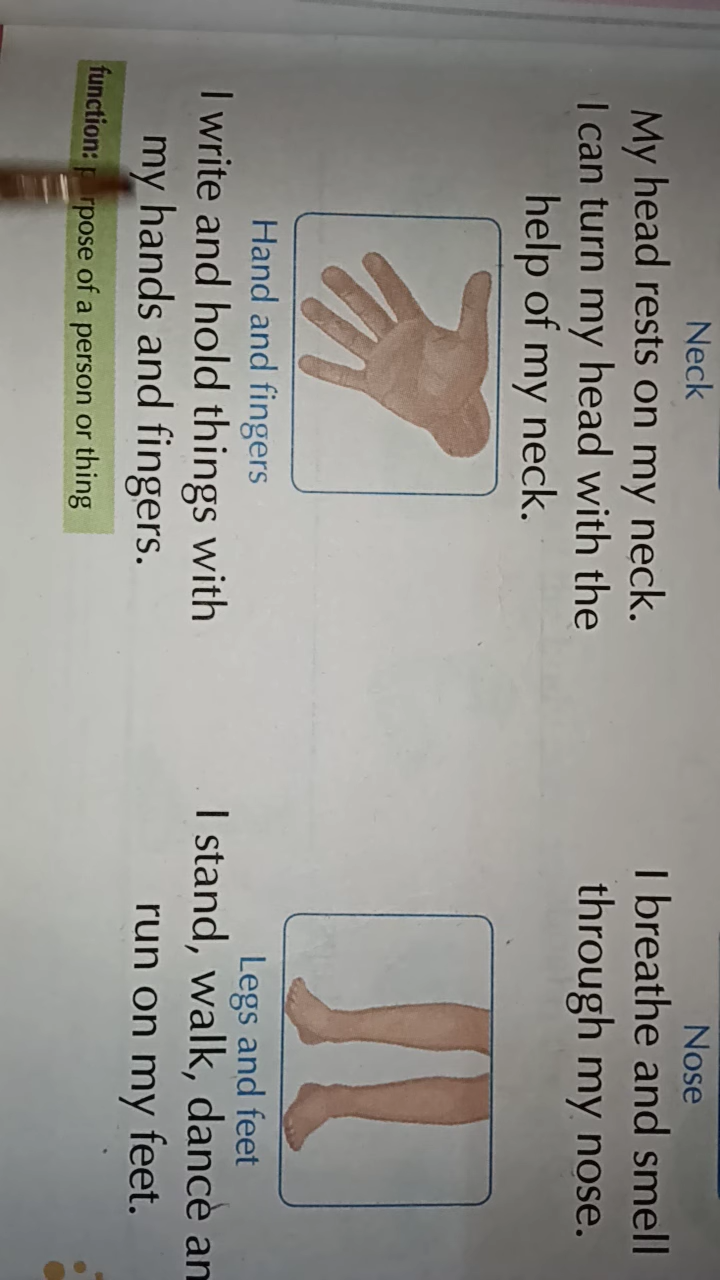 Neck
My head rests on my neck.
I can turn my head with the
help of my neck.
Nose
I breathe and smell
through my nose.
Hand and fingers
I write and hold things with
my hands and fingers.
Legs and feet
I stand, walk, dance an
run on my feet.
function: purpose of a person or thing